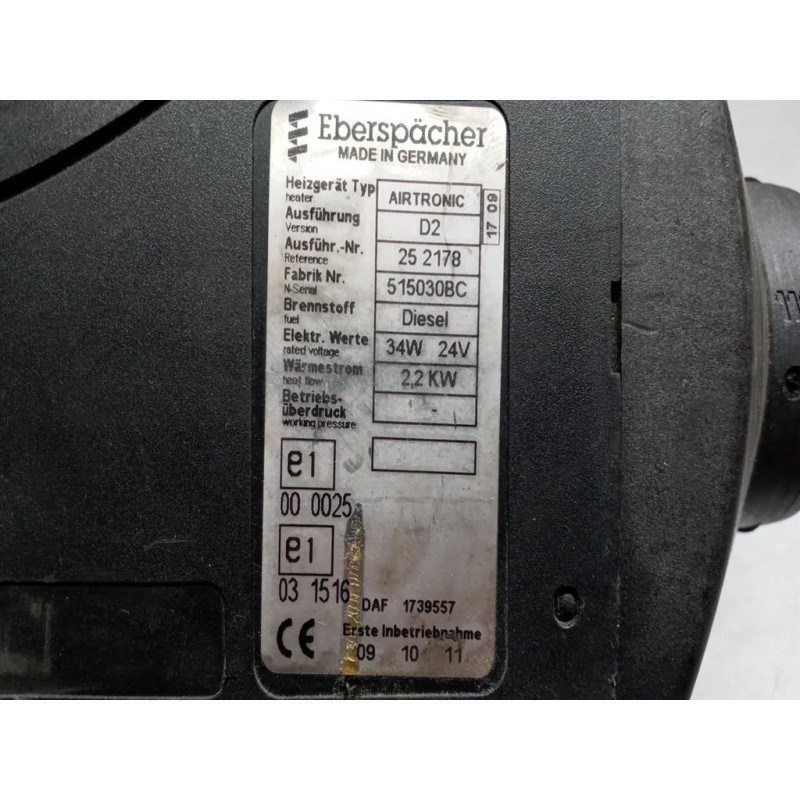 Eberspächer
MADE IN GERMANY
Heizgerät Typ AIRTRONIC
heater
17 09
Ausführung D2
Version
Ausführ.-Nr. 25 2178
Reference
Fabrik Nr. 515030BC
N-Serial
Brennstoff Diesel
fuel
Elektr. Werte 34W 24V
rated voltage
Wärmestrom 2,2 KW
heat flow
Betriebs-
überdruck -
working pressure
e1
00 0025
e1
03 1516
DAF 1739557
CE Erste Inbetriebnahme
09 10 11